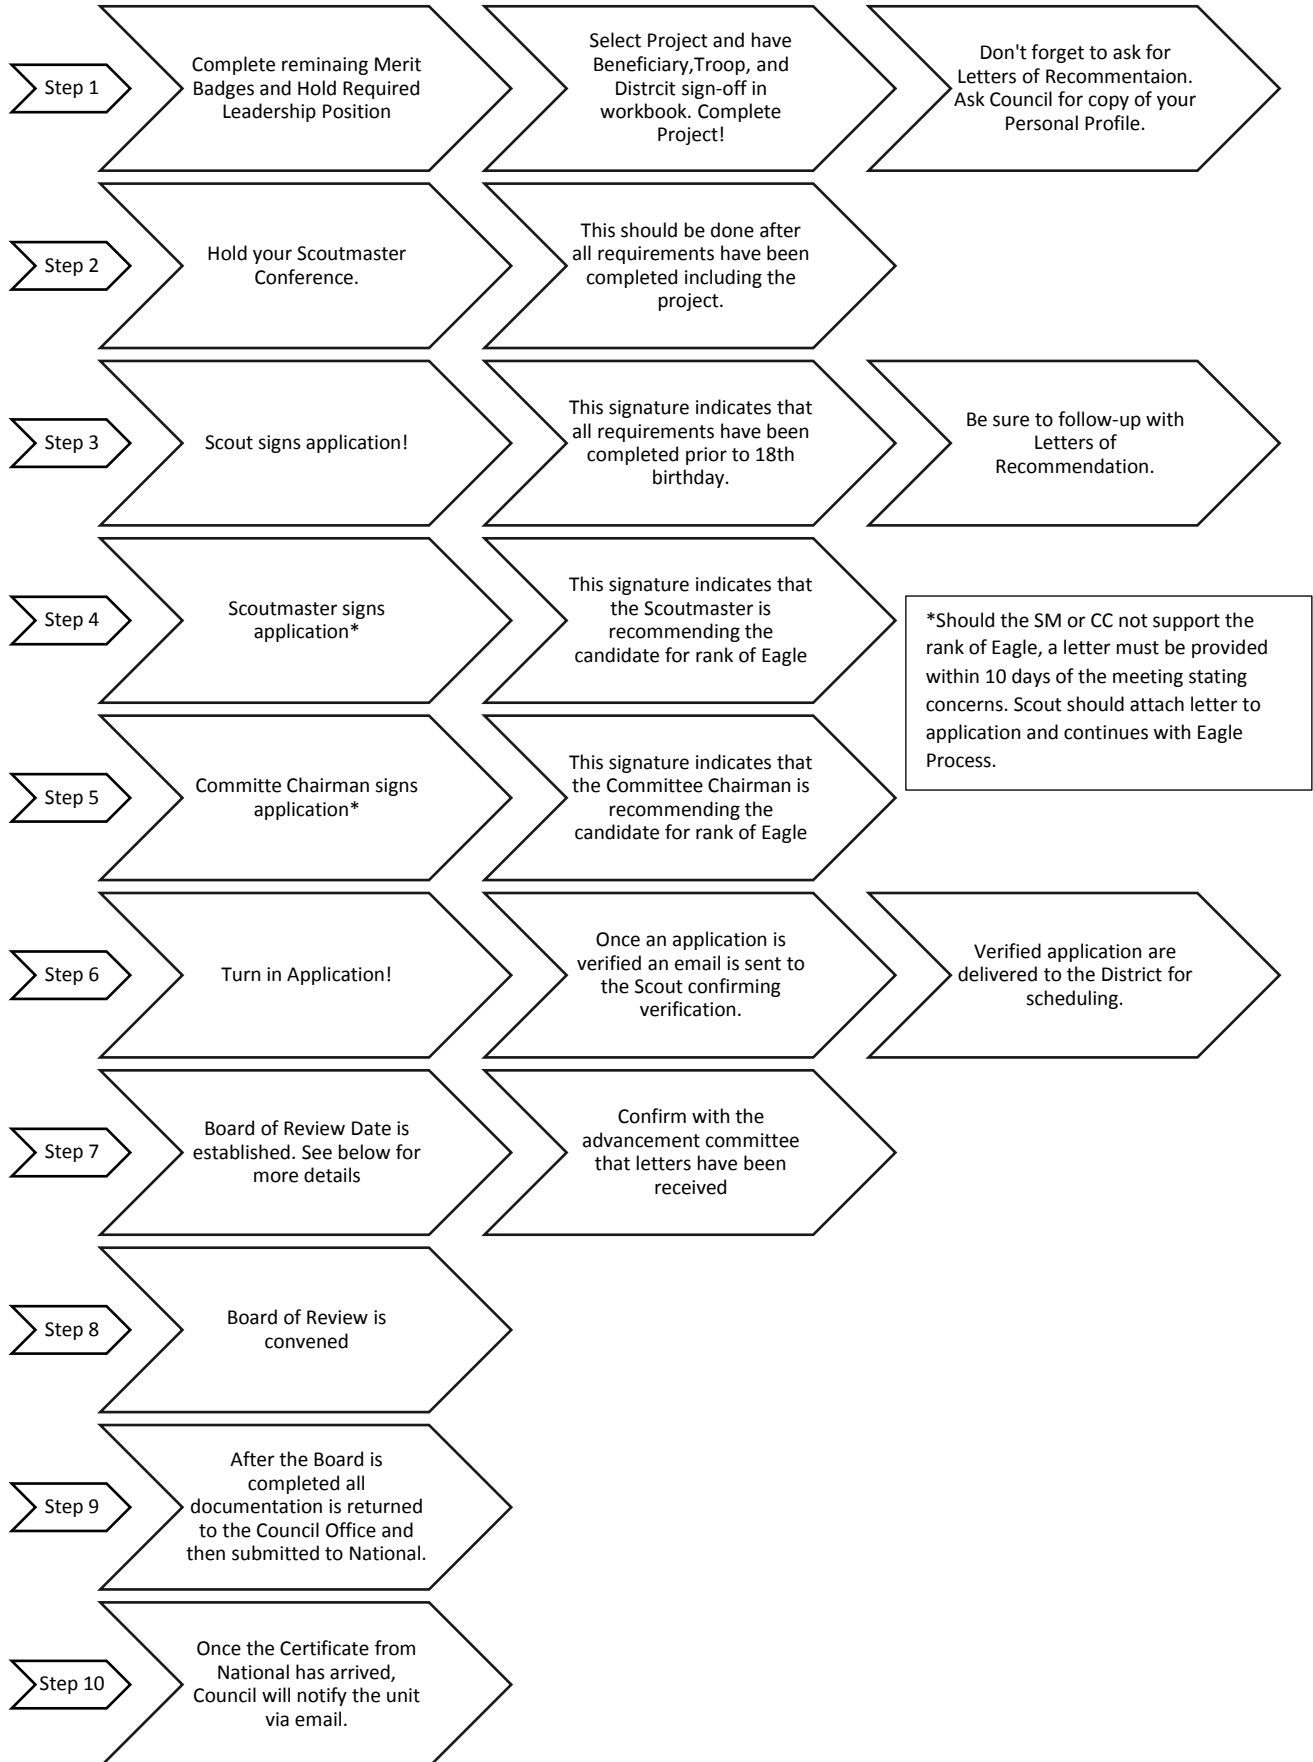 Step 1
Complete reminaing Merit
Badges and Hold Required
Leadership Position
Select Project and have
Beneficiary,Troop, and
Distrcit sign-off in
workbook. Complete
Project!
Don't forget to ask for
Letters of Recommentaion.
Ask Council for copy of your
Personal Profile.
Step 2
Hold your Scoutmaster
Conference.
This should be done after
all requirements have been
completed including the
project.
Step 3
Scout signs application!
This signature indicates that
all requirements have been
completed prior to 18th
birthday.
Be sure to follow-up with
Letters of
Recommendation.
Step 4
Scoutmaster signs
application*
This signature indicates that
the Scoutmaster is
recommending the
candidate for rank of Eagle
*Should the SM or CC not support the
rank of Eagle, a letter must be provided
within 10 days of the meeting stating
concerns. Scout should attach letter to
application and continues with Eagle
Process.
Step 5
Committe Chairman signs
application*
This signature indicates that
the Committee Chairman is
recommending the
candidate for rank of Eagle
Step 6
Turn in Application!
Once an application is
verified an email is sent to
the Scout confirming
verification.
Verified application are
delivered to the District for
scheduling.
Step 7
Board of Review Date is
established. See below for
more details
Confirm with the
advancement committee
that letters have been
received
Step 8
Board of Review is
convened
Step 9
After the Board is
completed all
documentation is returned
to the Council Office and
then submitted to National.
Step 10
Once the Certificate from
National has arrived,
Council will notify the unit
via email.